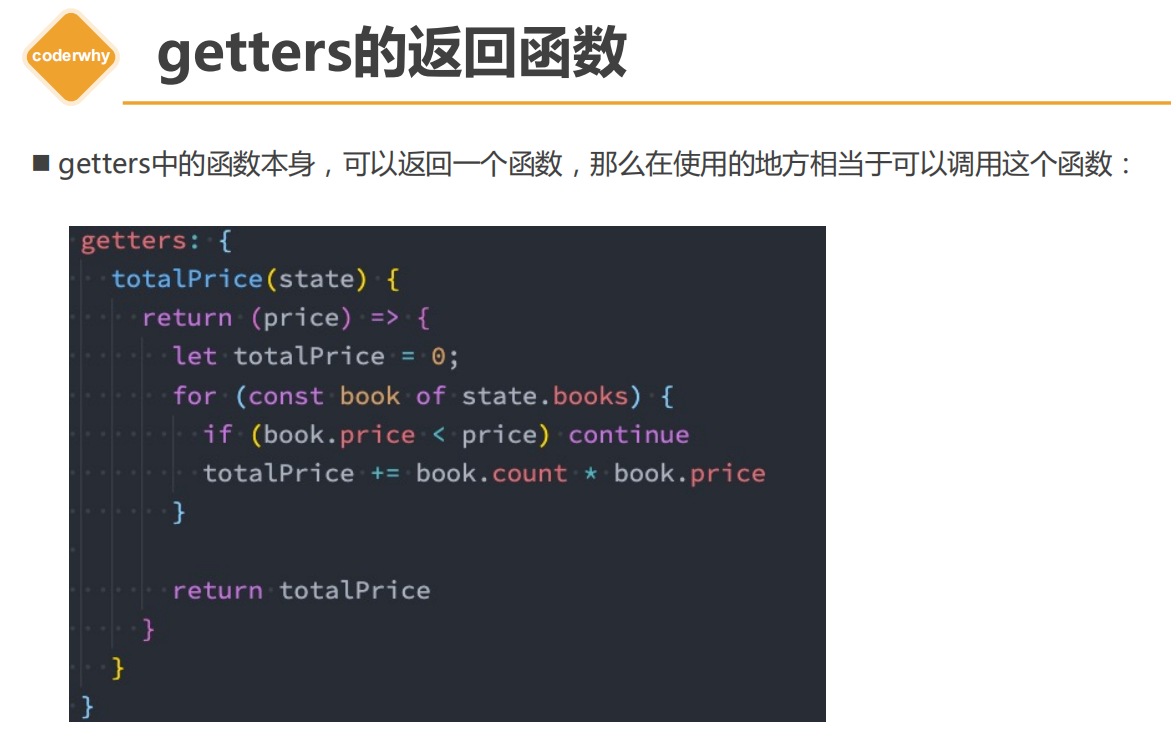 coderwhy
getters的返回函数
■ getters中的函数本身，可以返回一个函数，那么在使用的地方相当于可以调用这个函数：
getters: {
  totalPrice(state) {
    return (price) => {
      let totalPrice = 0;
      for (const book of state.books) {
        if (book.price < price) continue
        totalPrice += book.count * book.price
      }
      return totalPrice
    }
  }
}